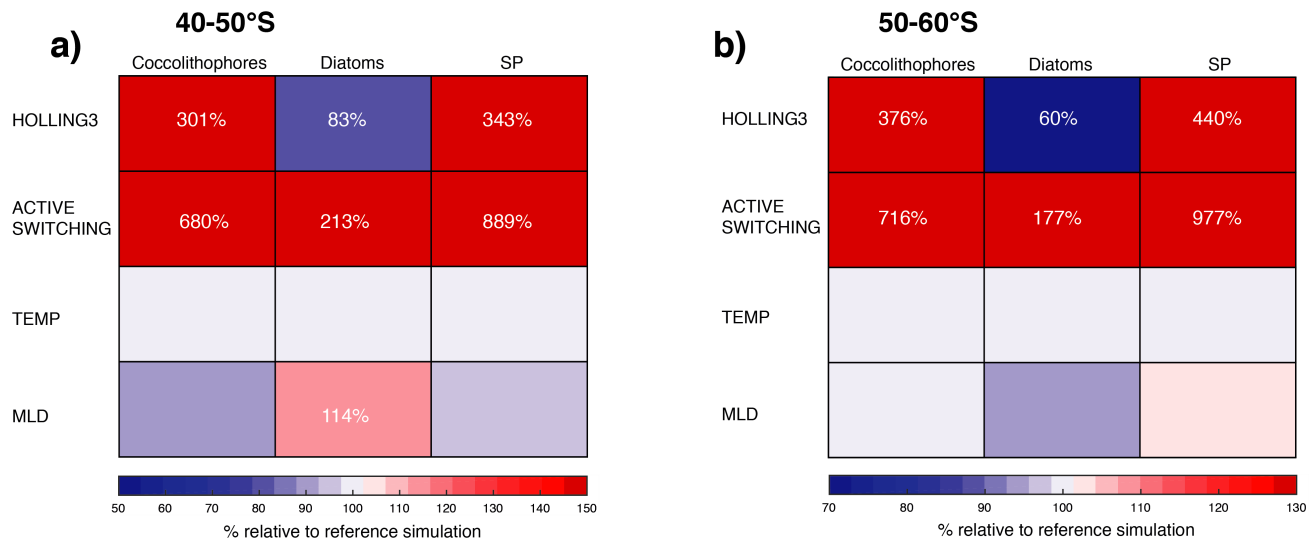 a)
40-50°S
Coccolithophores Diatoms SP
HOLLING3 301% 83% 343%
ACTIVE
SWITCHING 680% 213% 889%
TEMP
MLD 114%
50 60 70 80 90 100 110 120 130 140 150
% relative to reference simulation
b)
50-60°S
Coccolithophores Diatoms SP
HOLLING3 376% 60% 440%
ACTIVE
SWITCHING 716% 177% 977%
TEMP
MLD
70 80 90 100 110 120 130
% relative to reference simulation